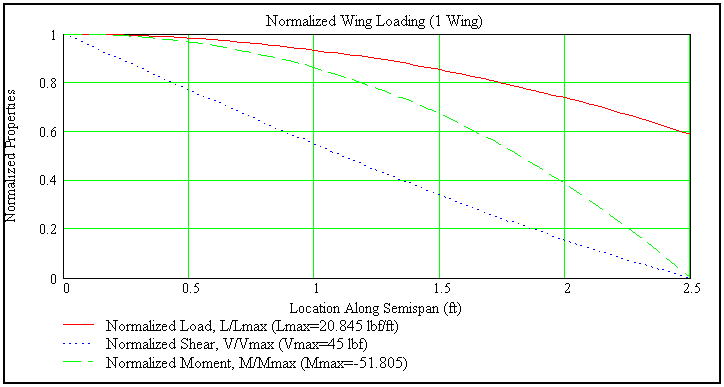 Normalized Wing Loading (1 Wing)
Normalized Properties
1
0.8
0.6
0.4
0.2
0
0 0.5 1 1.5 2 2.5
Location Along Semispan (ft)
Normalized Load, L/Lmax (Lmax=20.845 lbf/ft)
Normalized Shear, V/Vmax (Vmax=45 lbf)
Normalized Moment, M/Mmax (Mmax=-51.805)